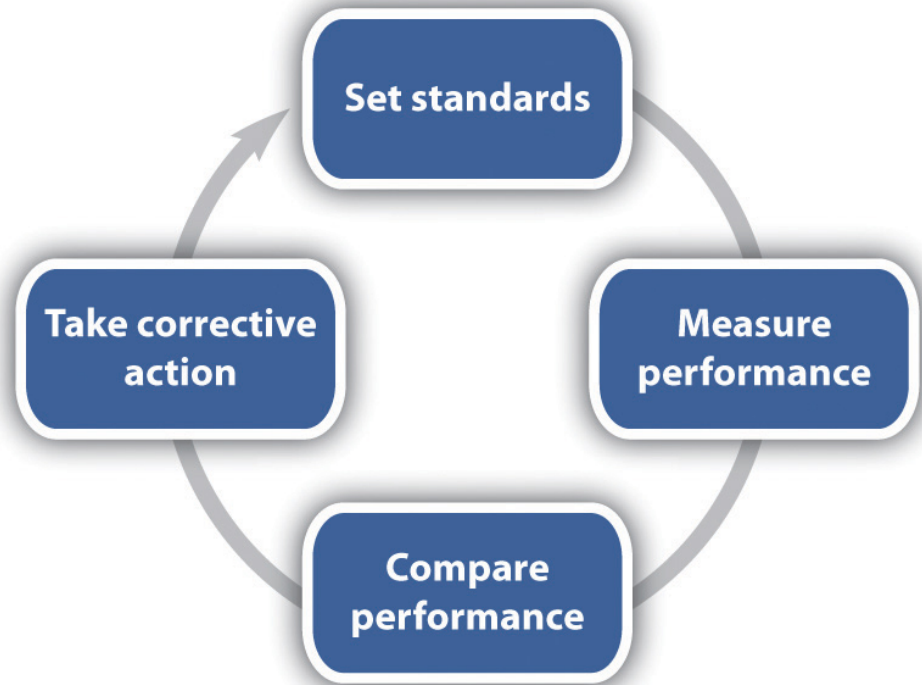 Set standards
Measure
performance
Compare
performance
Take corrective
action